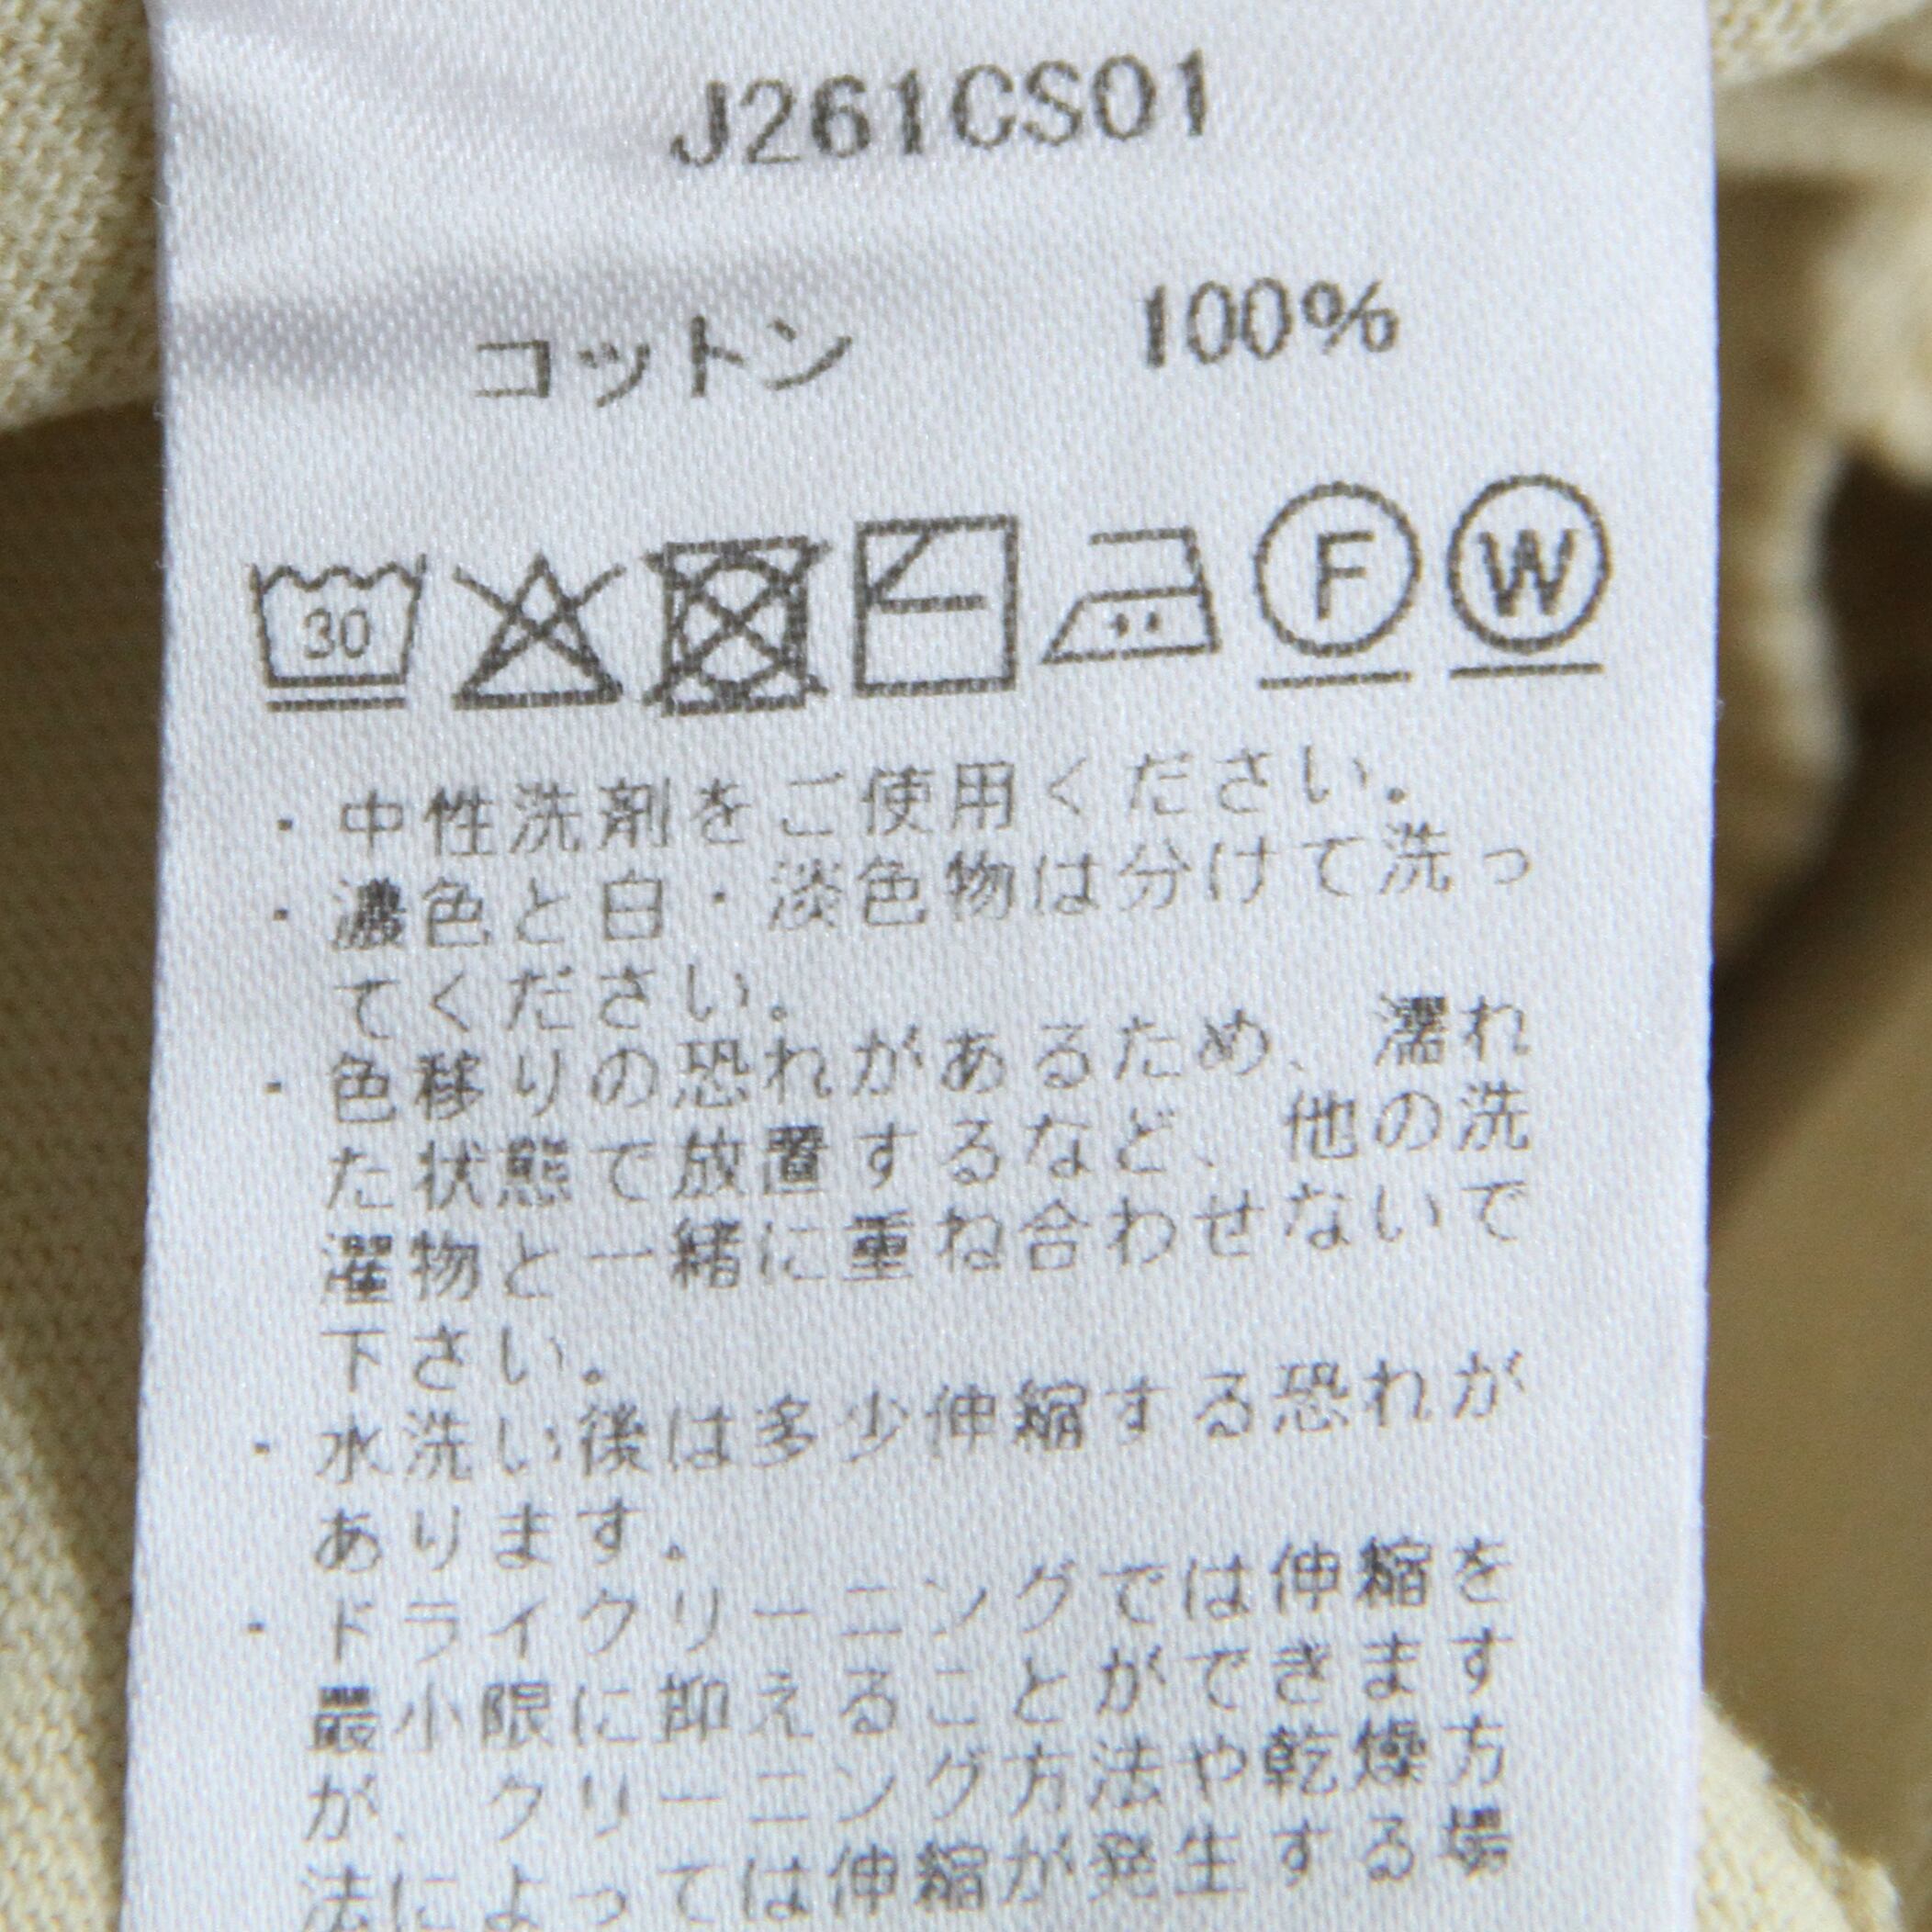 J261CS01
コットン 100%
30 F W
・中性洗剤をご使用ください。
・濃色と白・淡色物は分けて洗っ
てください。
・色移りの恐れがあるため、濡れ
た状態で放置するなど、他の洗
濯物と一緒に重ね合わせないで
下さい。
・水洗い後は多少伸縮する恐れが
あります。
・ドライクリーニングでは伸縮を
最小限に抑えることができます
が、クリーニング方法や乾燥方
法によっては伸縮が発生する場